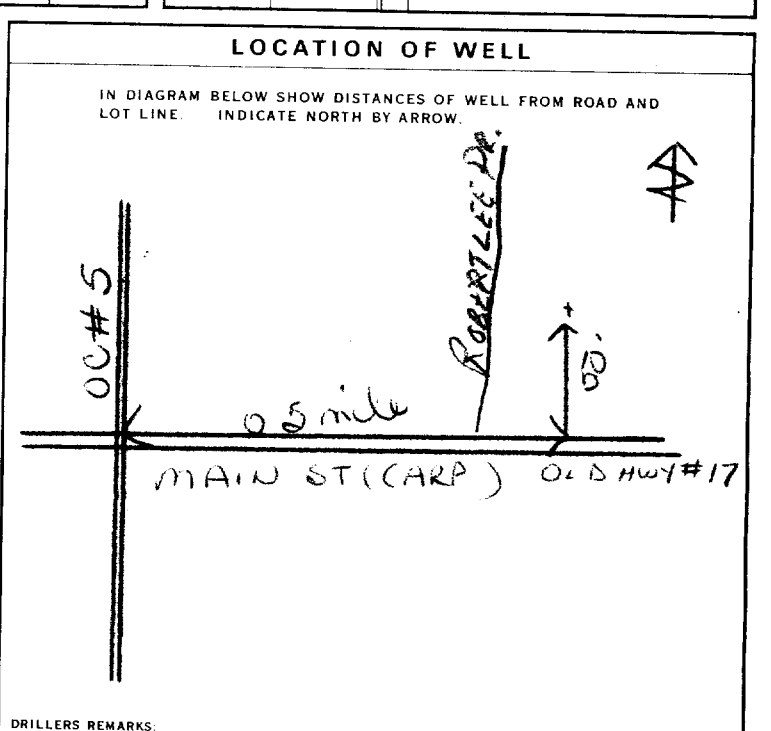 LOCATION OF WELL
IN DIAGRAM BELOW SHOW DISTANCES OF WELL FROM ROAD AND
LOT LINE. INDICATE NORTH BY ARROW.
N
ROBERT LEE DR.
OC#5
50'
0.5 mile
MAIN ST (CARP) OLD HWY #17
DRILLERS REMARKS: